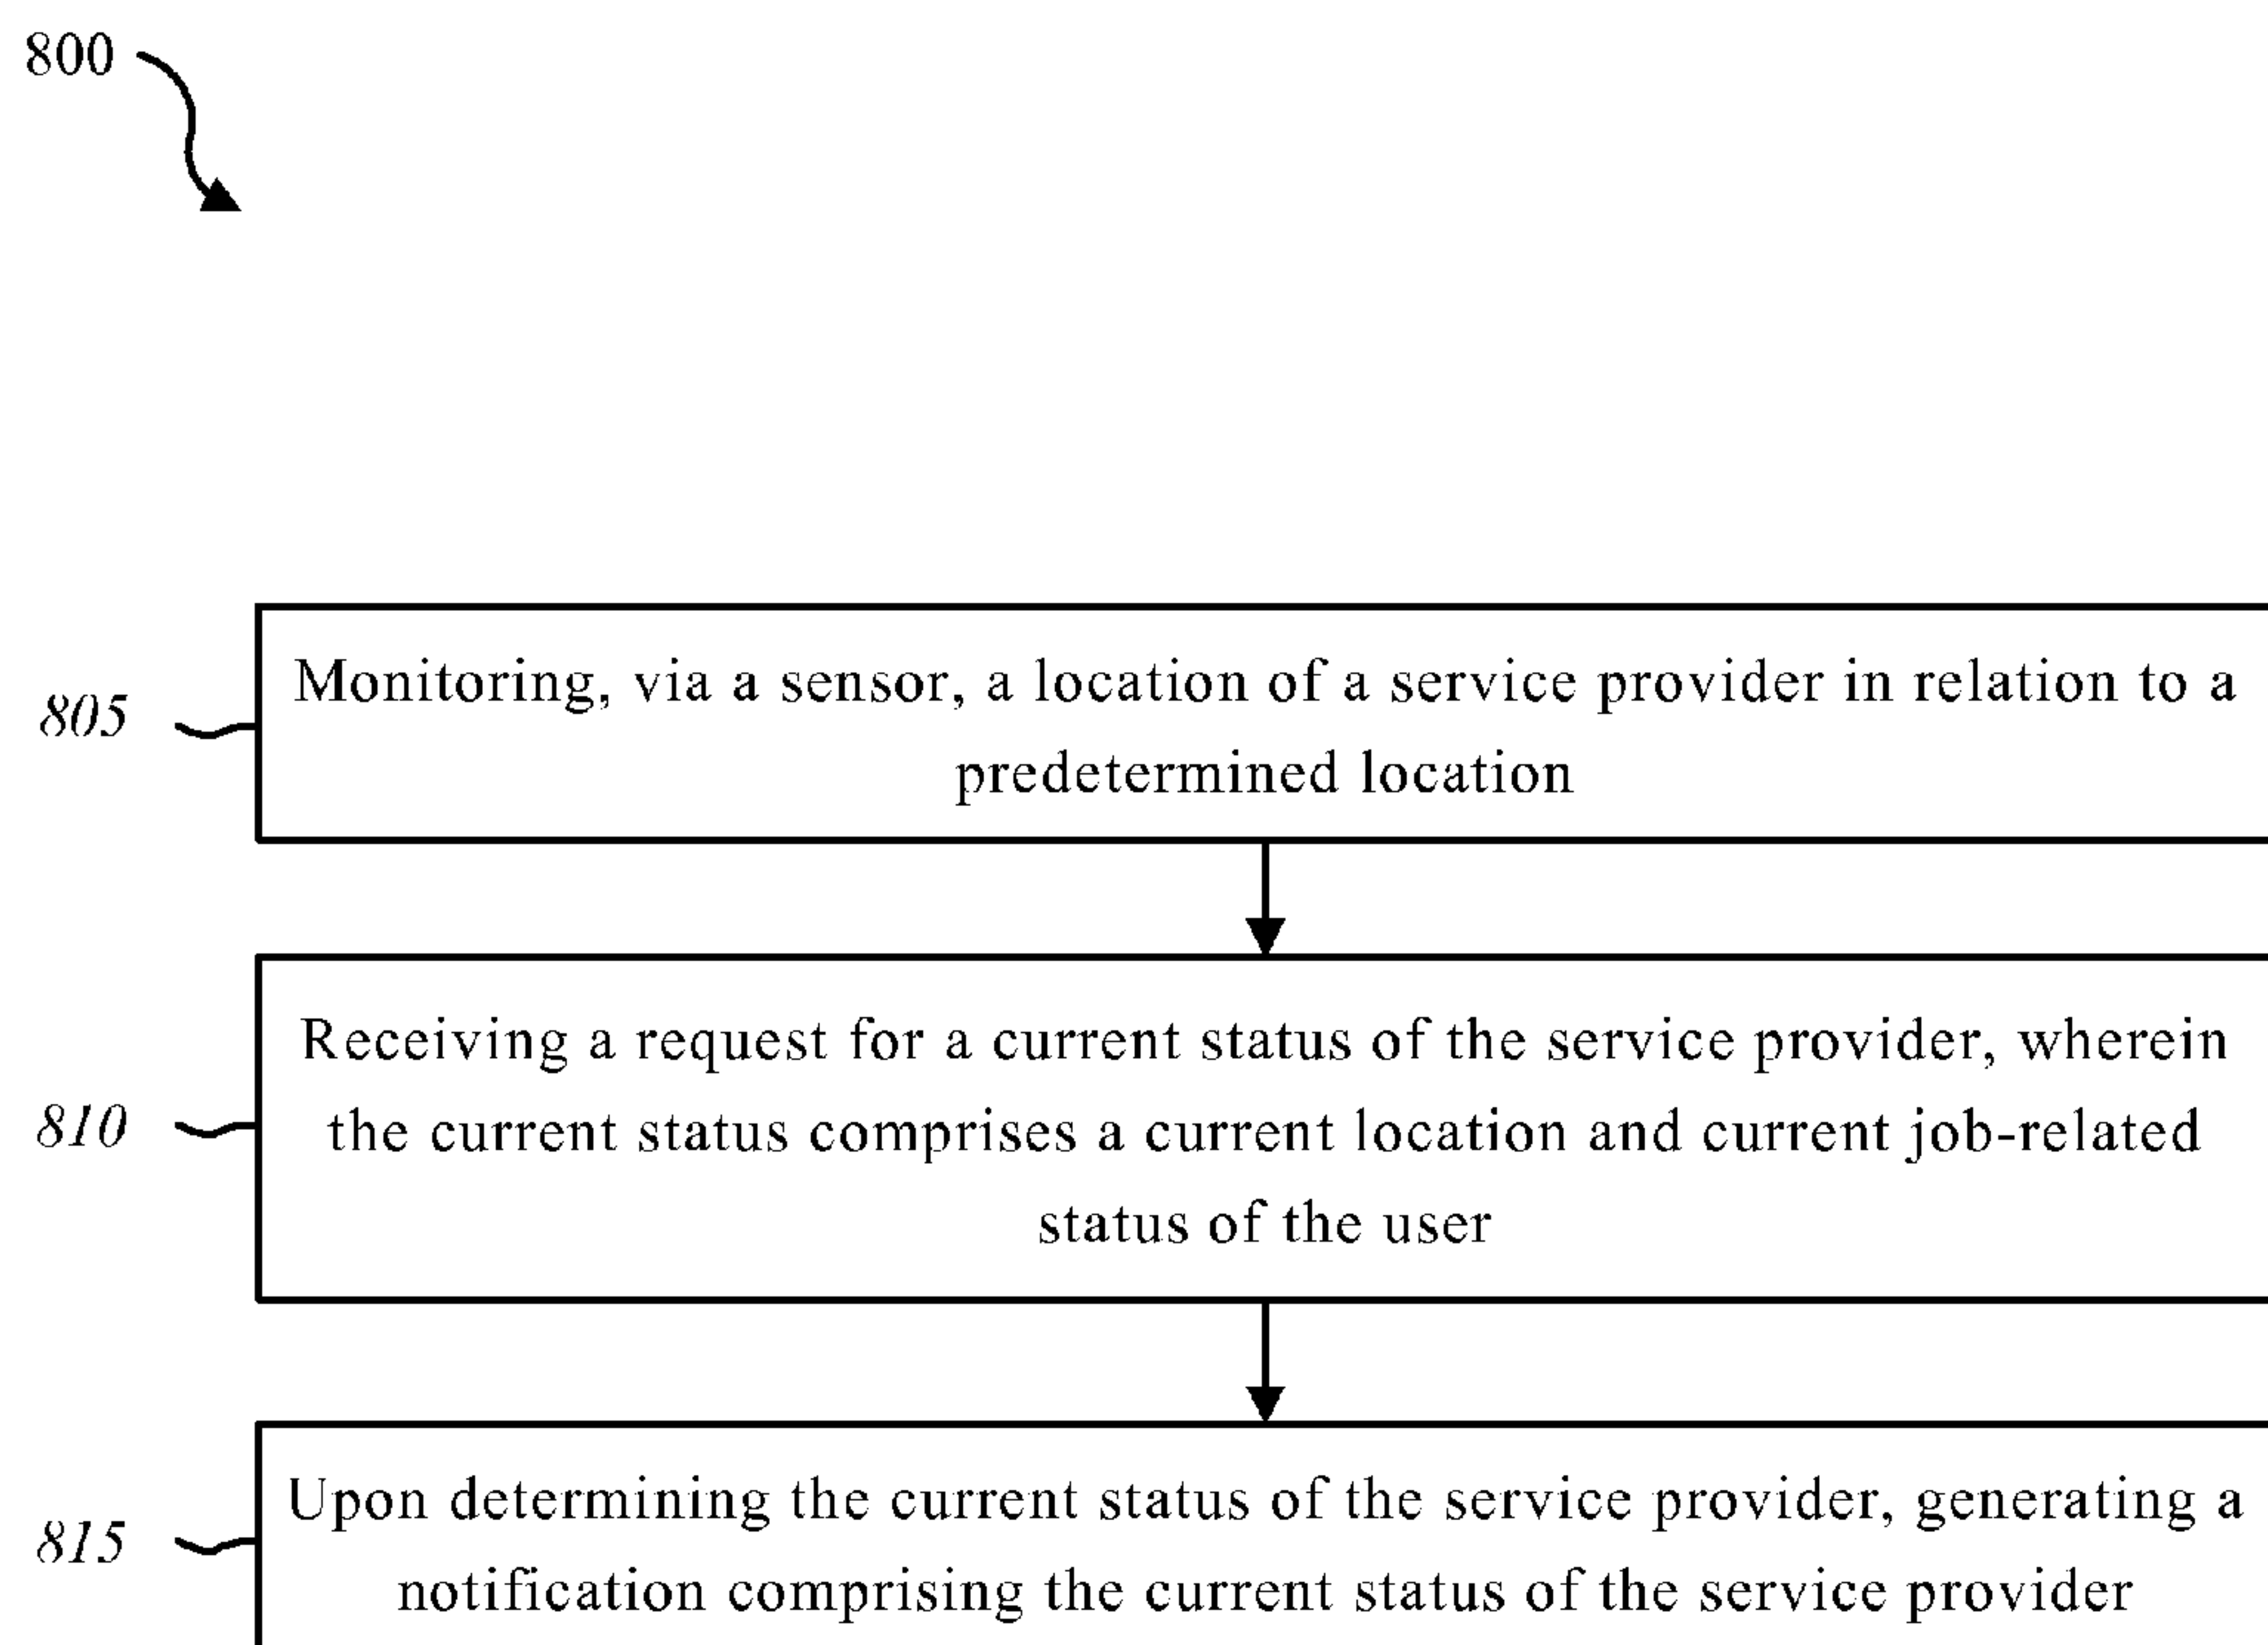 800
805
Monitoring, via a sensor, a location of a service provider in relation to a
predetermined location
810
Receiving a request for a current status of the service provider, wherein
the current status comprises a current location and current job-related
status of the user
815
Upon determining the current status of the service provider, generating a
notification comprising the current status of the service provider